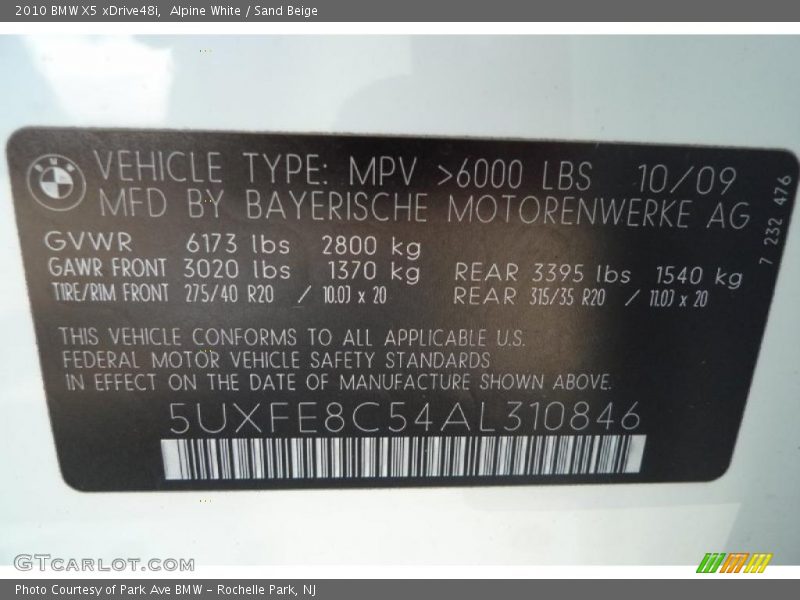 2010 BMW X5 xDrive48i,  Alpine White / Sand Beige
BMW
VEHICLE TYPE: MPV >6000 LBS 10/09
MFD BY BAYERISCHE MOTORENWERKE AG
7 232 476
GVWR 6173 lbs 2800 kg
GAWR FRONT 3020 lbs 1370 kg REAR 3395 lbs 1540 kg
TIRE/RIM FRONT 275/40 R20 / 10.0J x 20 REAR 315/35 R20 / 11.0J x 20
THIS VEHICLE CONFORMS TO ALL APPLICABLE U.S.
FEDERAL MOTOR VEHICLE SAFETY STANDARDS
IN EFFECT ON THE DATE OF MANUFACTURE SHOWN ABOVE.
5UXFE8C54AL310846
GTCARLOT.COM
Photo Courtesy of Park Ave BMW - Rochelle Park, NJ